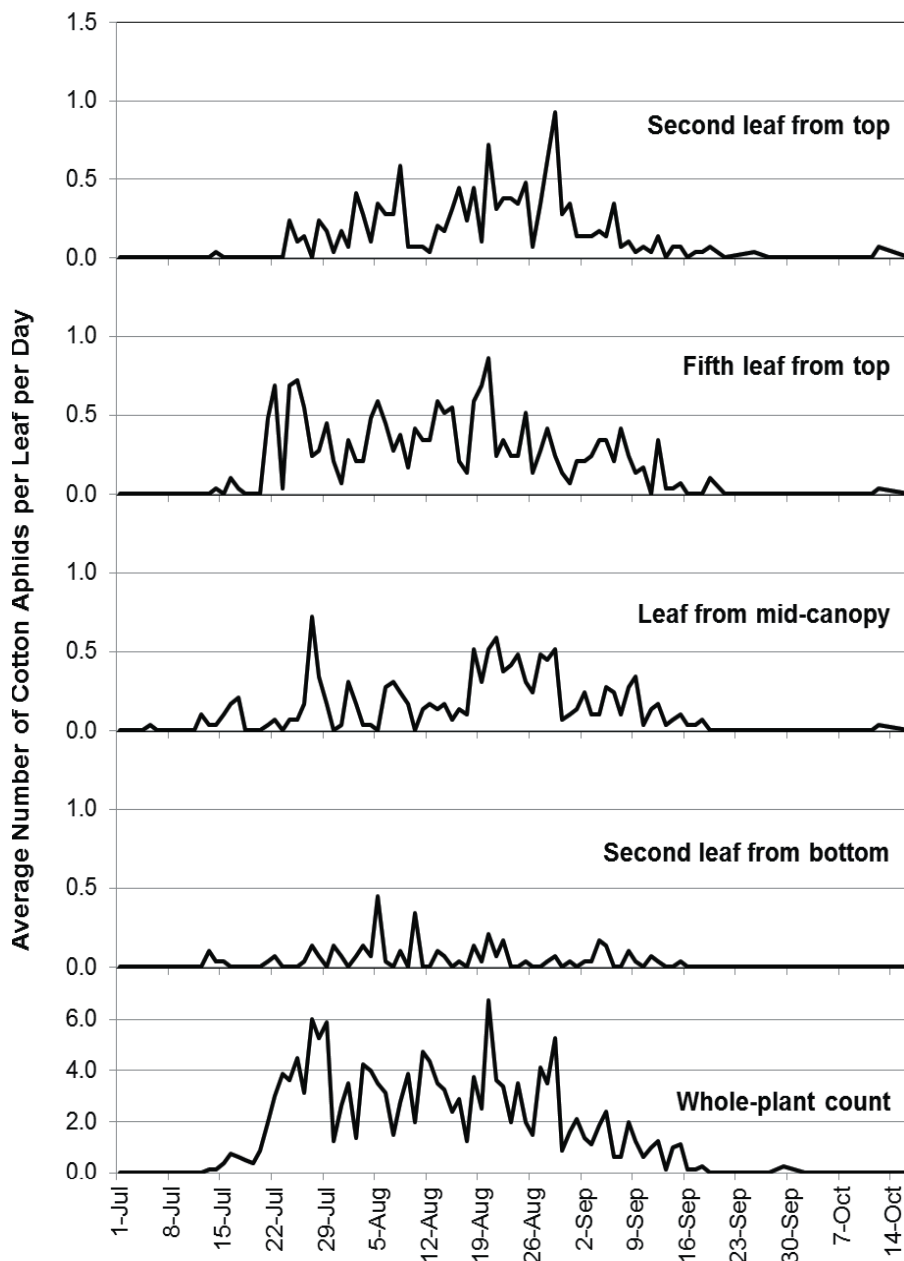 Average Number of Cotton Aphids per Leaf per Day
1.5
1.0
0.5
0.0
Second leaf from top
1.0
0.5
0.0
Fifth leaf from top
1.0
0.5
0.0
Leaf from mid-canopy
1.0
0.5
0.0
Second leaf from bottom
6.0
4.0
2.0
0.0
Whole-plant count
1-Jul
8-Jul
15-Jul
22-Jul
29-Jul
5-Aug
12-Aug
19-Aug
26-Aug
2-Sep
9-Sep
16-Sep
23-Sep
30-Sep
7-Oct
14-Oct